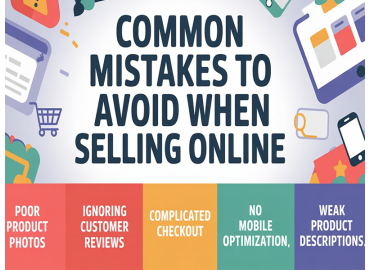 COMMON
MISTAKES TO
AVOID WHEN
SELLING ONLINE
POOR
PRODUCT
PHOTOS
IGNORING
CUSTOMER
REVIEWS
COMPLICATED
CHECKOUT
NO
MOBILE
OPTIMIZATION,
WEAK
PRODUCT
DESCRIPTIONS,